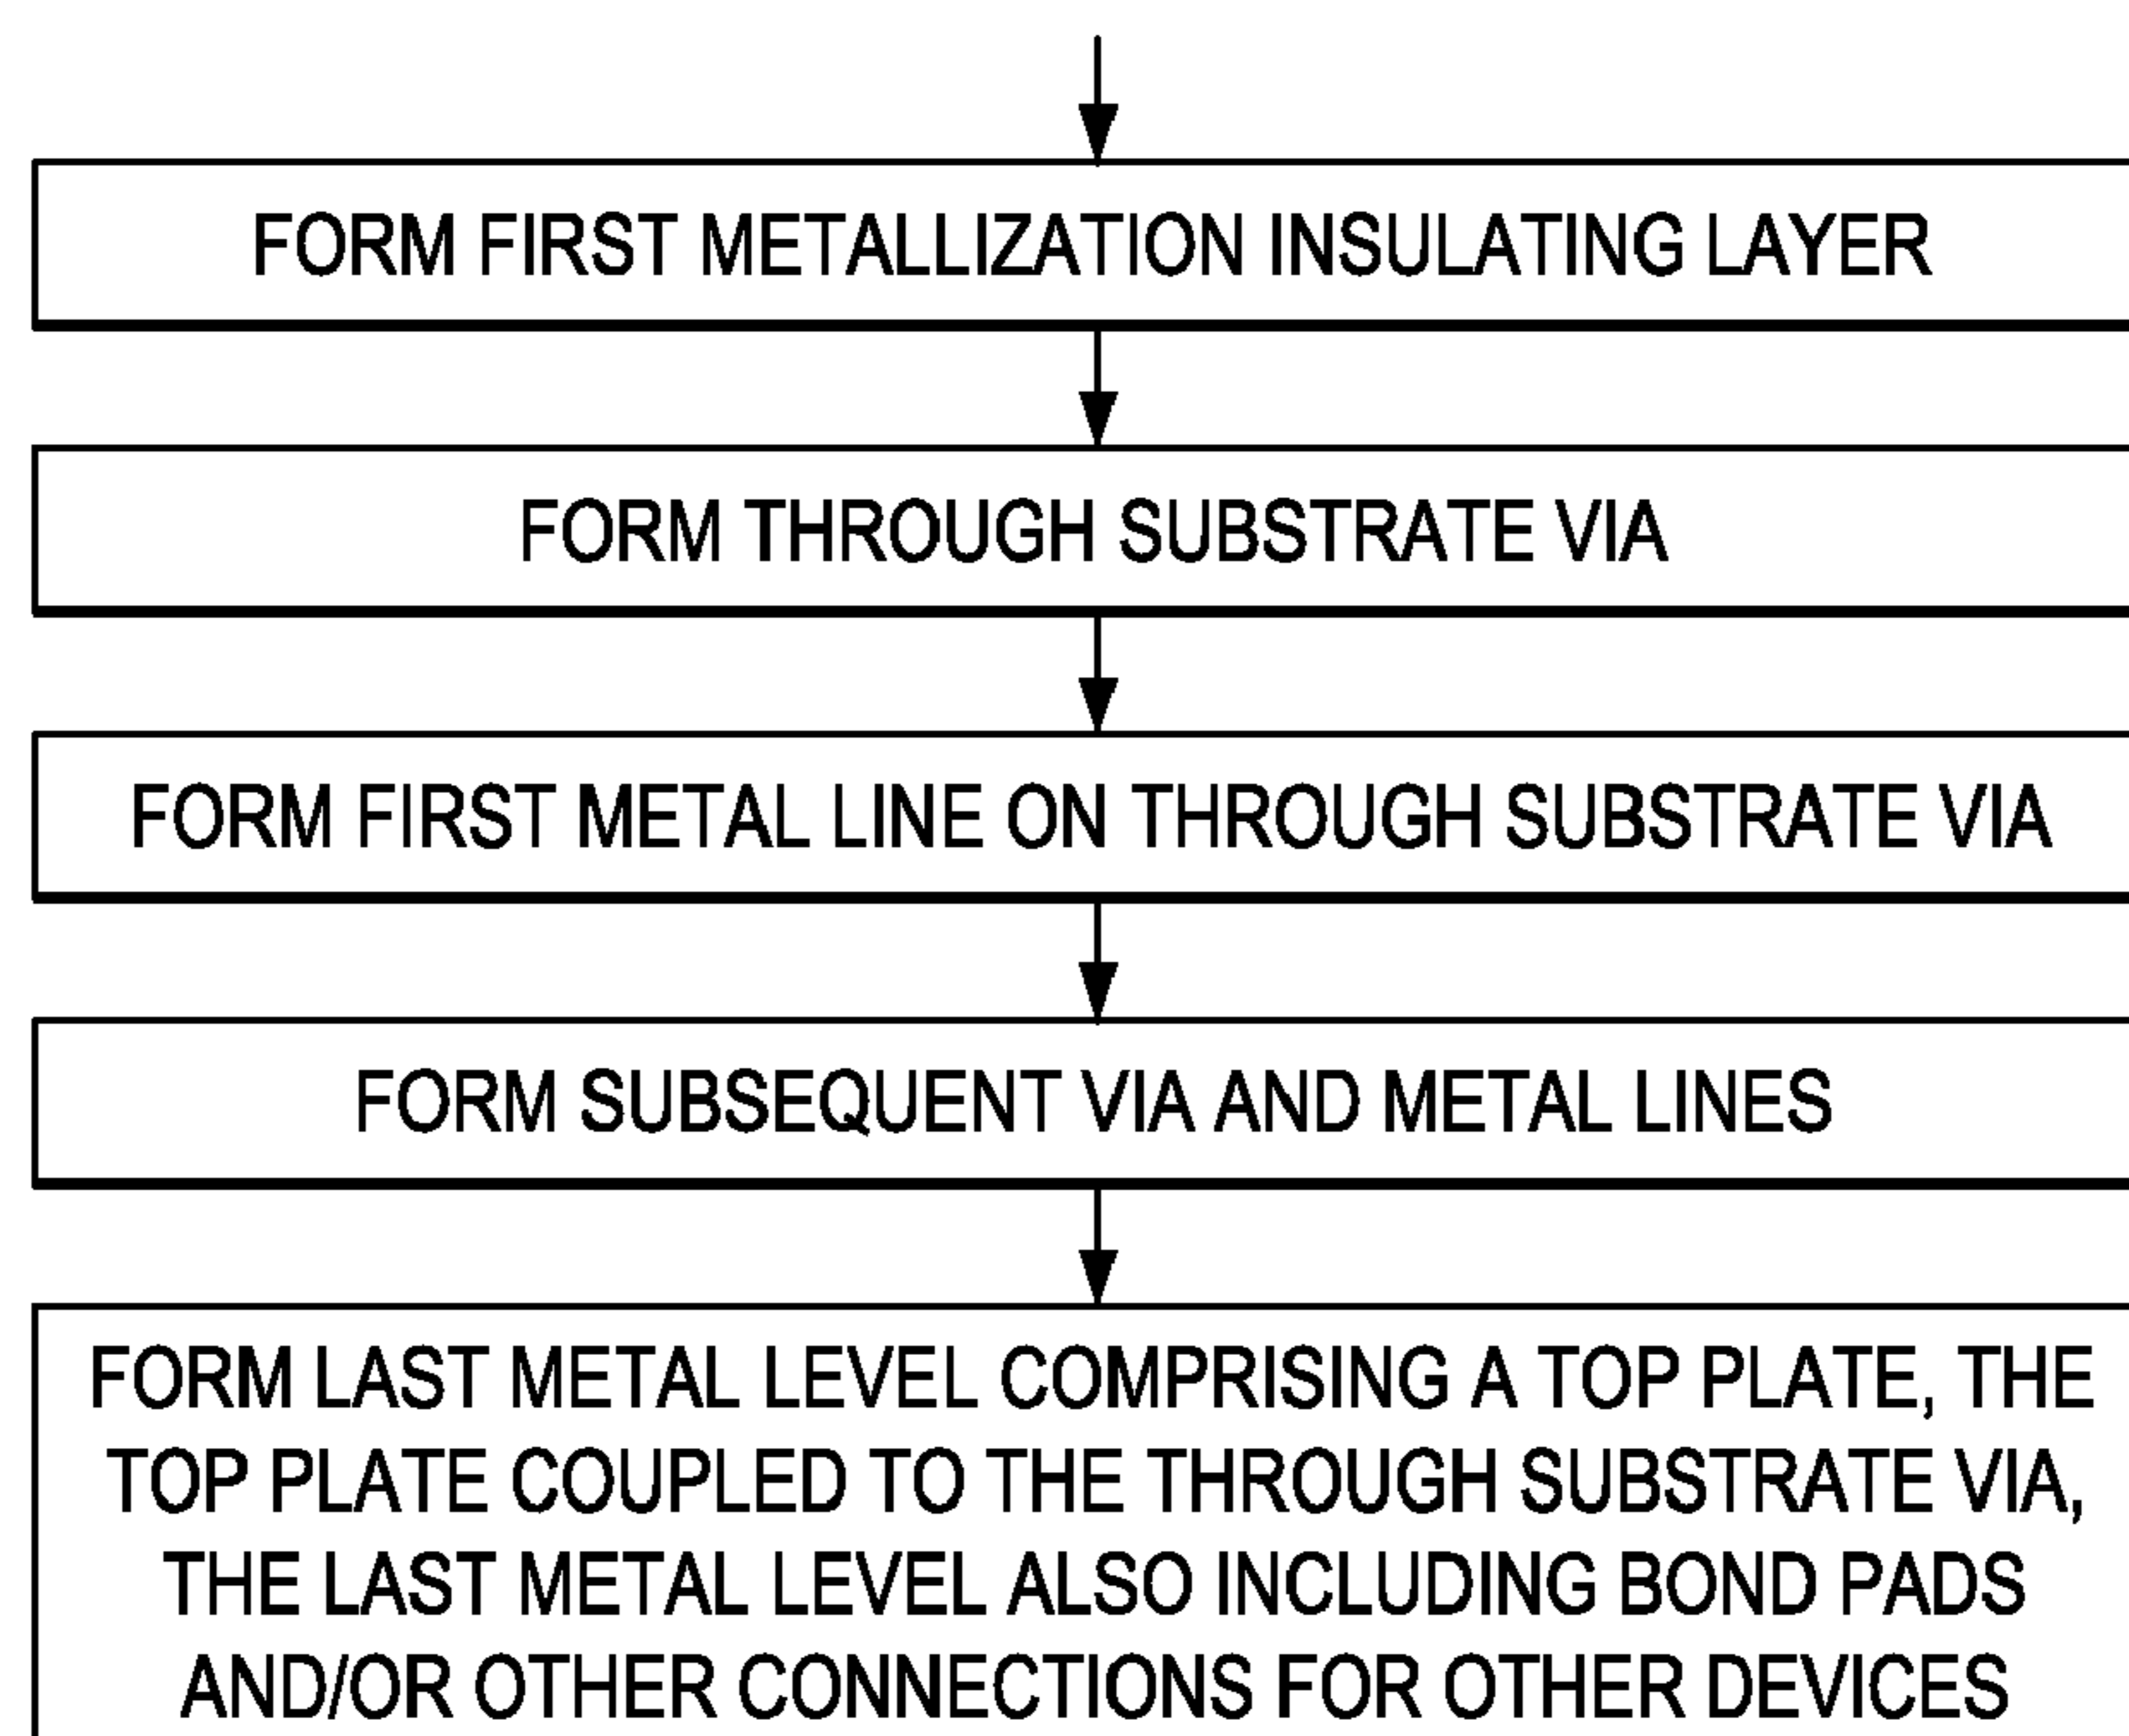 FORM FIRST METALLIZATION INSULATING LAYER
FORM THROUGH SUBSTRATE VIA
FORM FIRST METAL LINE ON THROUGH SUBSTRATE VIA
FORM SUBSEQUENT VIA AND METAL LINES
FORM LAST METAL LEVEL COMPRISING A TOP PLATE, THE
TOP PLATE COUPLED TO THE THROUGH SUBSTRATE VIA,
THE LAST METAL LEVEL ALSO INCLUDING BOND PADS
AND/OR OTHER CONNECTIONS FOR OTHER DEVICES